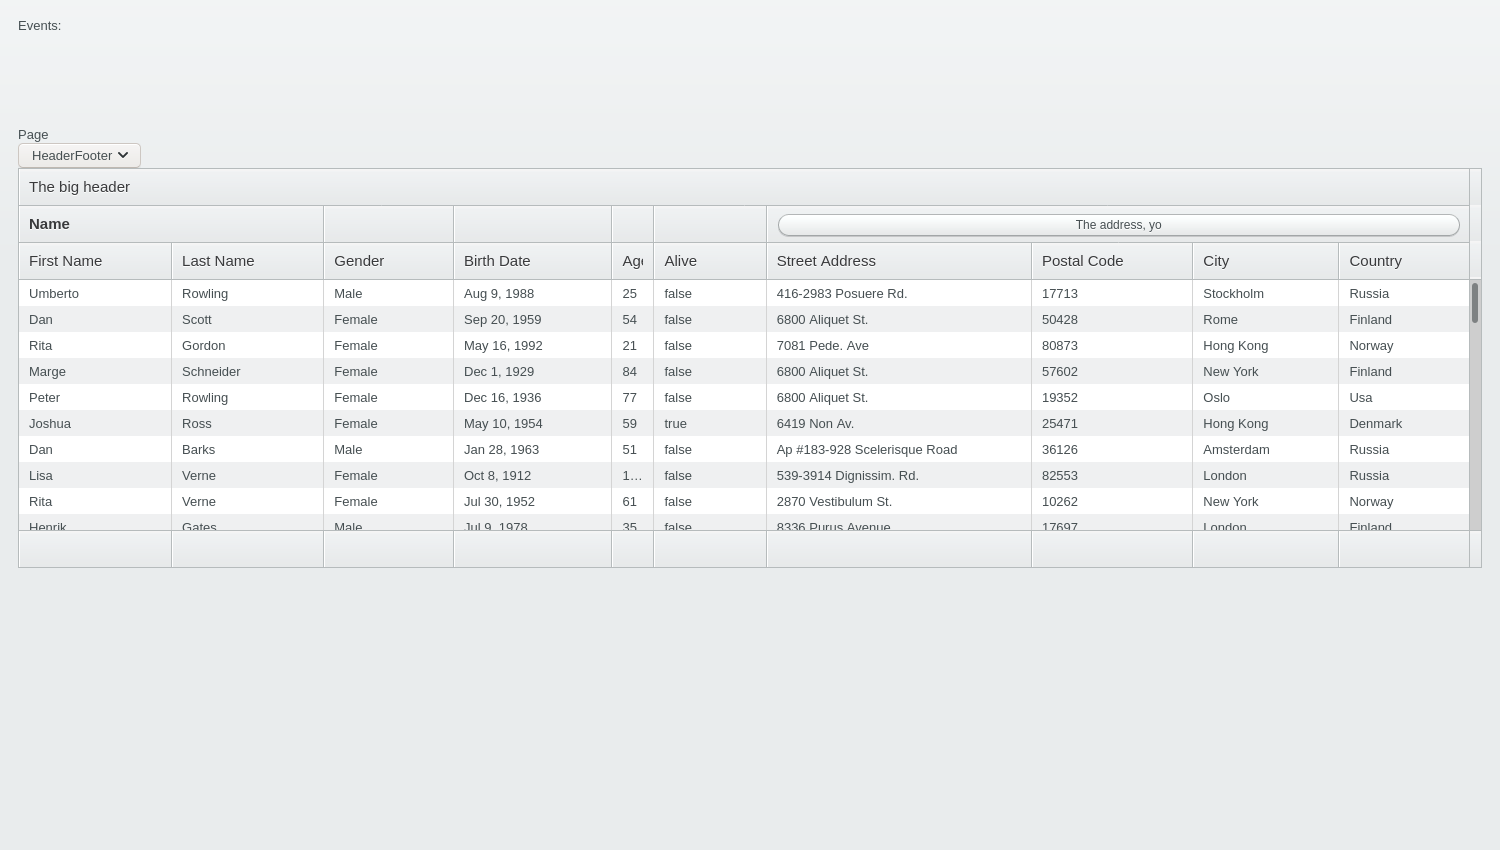 Events:
Page
HeaderFooter
The big header
Name The address, yo
First Name Last Name Gender Birth Date Age Alive Street Address Postal Code City Country
Umberto Rowling Male Aug 9, 1988 25 false 416-2983 Posuere Rd. 17713 Stockholm Russia
Dan Scott Female Sep 20, 1959 54 false 6800 Aliquet St. 50428 Rome Finland
Rita Gordon Female May 16, 1992 21 false 7081 Pede. Ave 80873 Hong Kong Norway
Marge Schneider Female Dec 1, 1929 84 false 6800 Aliquet St. 57602 New York Finland
Peter Rowling Female Dec 16, 1936 77 false 6800 Aliquet St. 19352 Oslo Usa
Joshua Ross Female May 10, 1954 59 true 6419 Non Av. 25471 Hong Kong Denmark
Dan Barks Male Jan 28, 1963 51 false Ap #183-928 Scelerisque Road 36126 Amsterdam Russia
Lisa Verne Female Oct 8, 1912 1… false 539-3914 Dignissim. Rd. 82553 London Russia
Rita Verne Female Jul 30, 1952 61 false 2870 Vestibulum St. 10262 New York Norway
Henrik Gates Male Jul 9, 1978 35 false 8336 Purus Avenue 17697 London Finland